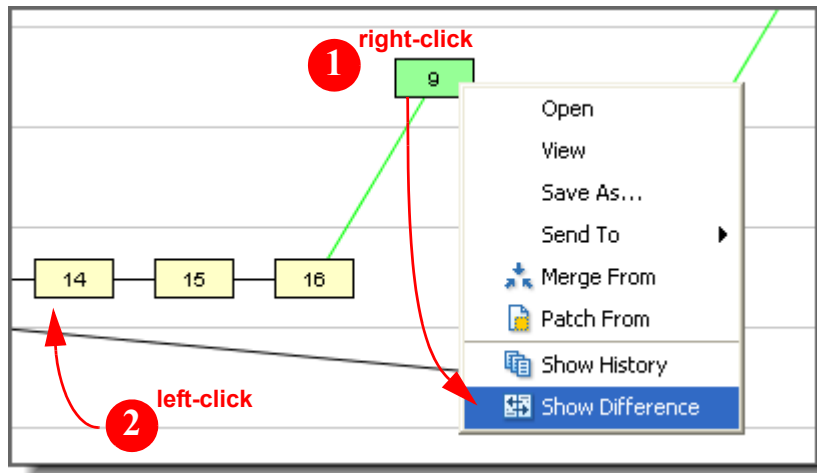 right-click
1
9
Open
View
Save As...
Send To
14 15 16
Merge From
Patch From
Show History
left-click
Show Difference
2